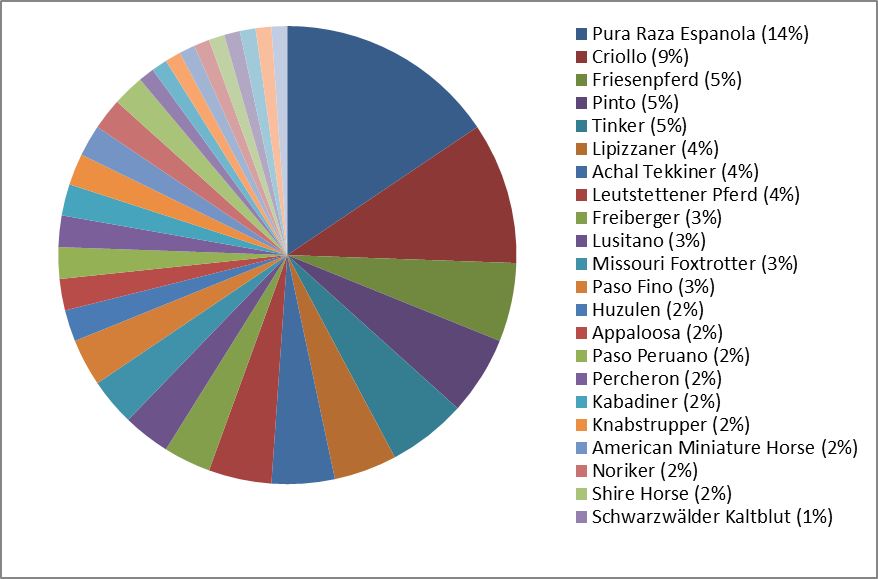 Pura Raza Espanola (14%)
Criollo (9%)
Friesenpferd (5%)
Pinto (5%)
Tinker (5%)
Lipizzaner (4%)
Achal Tekkiner (4%)
Leutstettener Pferd (4%)
Freiberger (3%)
Lusitano (3%)
Missouri Foxtrotter (3%)
Paso Fino (3%)
Huzulen (2%)
Appaloosa (2%)
Paso Peruano (2%)
Percheron (2%)
Kabadiner (2%)
Knabstrupper (2%)
American Miniature Horse (2%)
Noriker (2%)
Shire Horse (2%)
Schwarzwälder Kaltblut (1%)